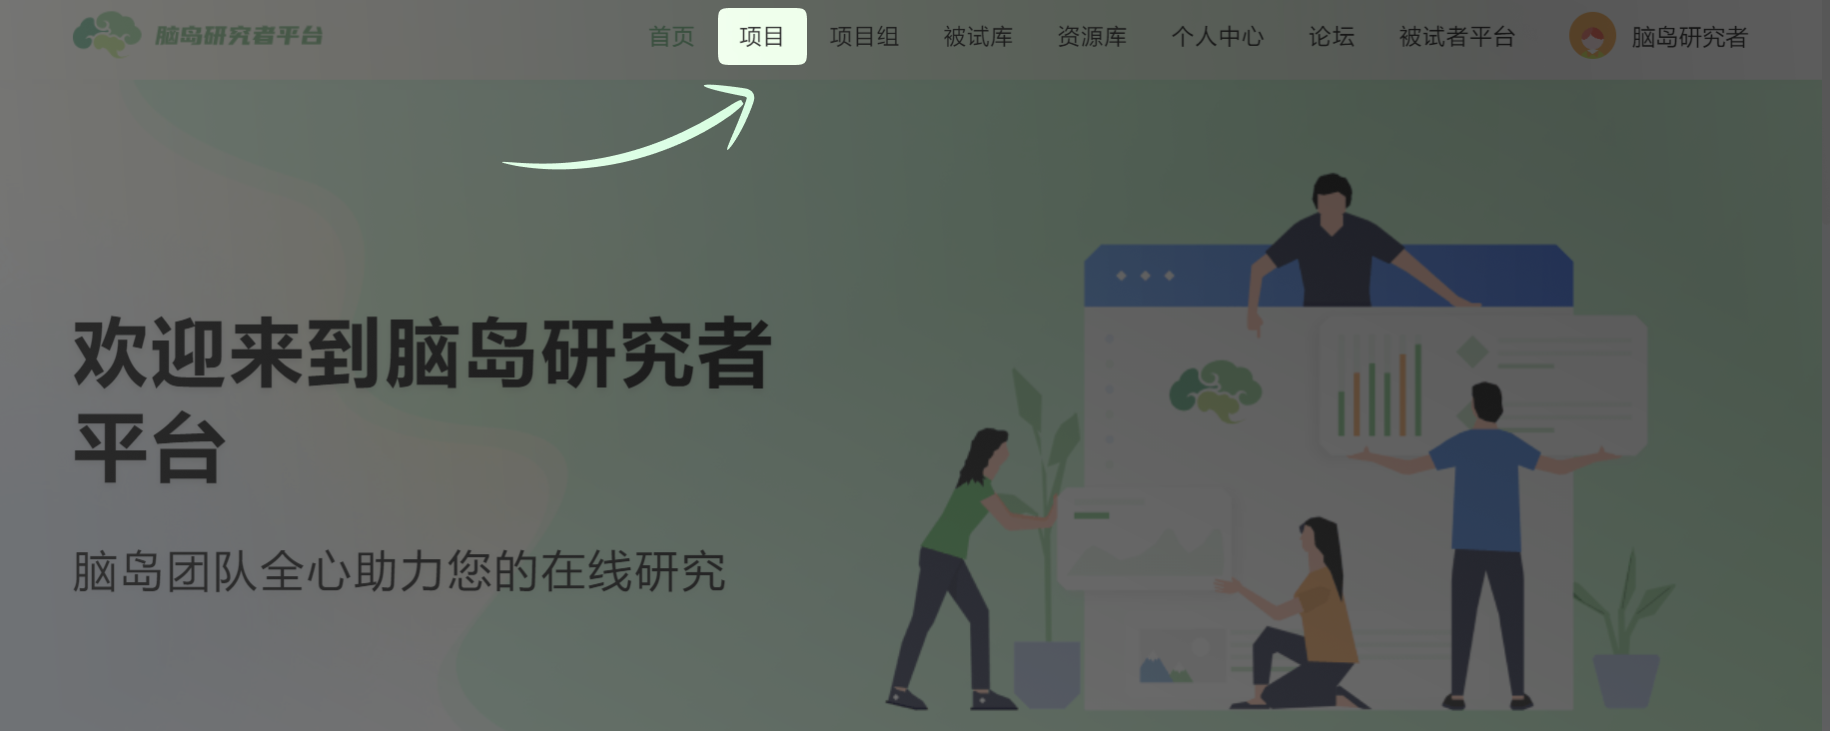 脑岛研究者平台
首页
项目
项目组
被试库
资源库
个人中心
论坛
被试者平台
脑岛研究者
欢迎来到脑岛研究者
平台
脑岛团队全心助力您的在线研究